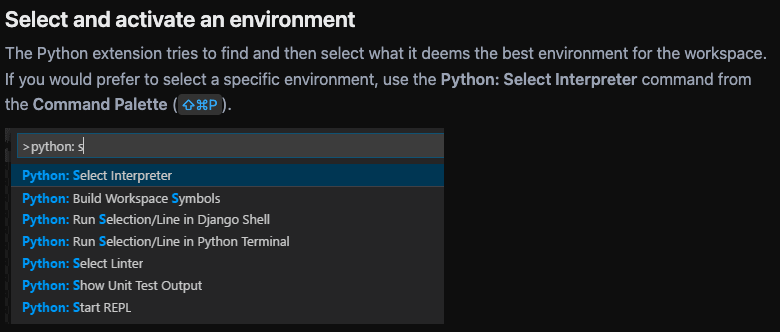 Select and activate an environment
The Python extension tries to find and then select what it deems the best environment for the workspace.
If you would prefer to select a specific environment, use the Python: Select Interpreter command from
the Command Palette (⇧⌘P).
>python: s
Python: Select Interpreter
Python: Build Workspace Symbols
Python: Run Selection/Line in Django Shell
Python: Run Selection/Line in Python Terminal
Python: Select Linter
Python: Show Unit Test Output
Python: Start REPL